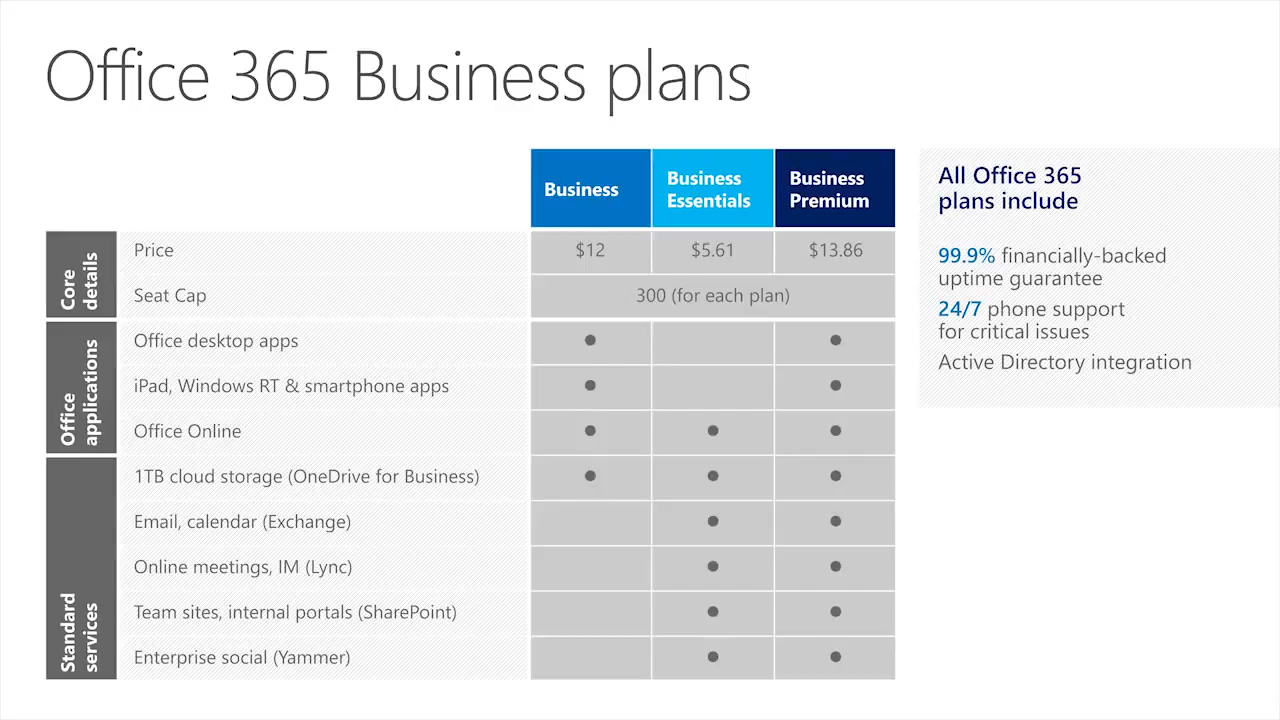 Office 365 Business plans
Business
Business
Essentials
Business
Premium
Core
details
Price
$12
$5.61
$13.86
Seat Cap
300 (for each plan)
Office
applications
Office desktop apps
iPad, Windows RT & smartphone apps
Office Online
Standard
services
1TB cloud storage (OneDrive for Business)
Email, calendar (Exchange)
Online meetings, IM (Lync)
Team sites, internal portals (SharePoint)
Enterprise social (Yammer)
All Office 365
plans include
99.9% financially-backed
uptime guarantee
24/7 phone support
for critical issues
Active Directory integration